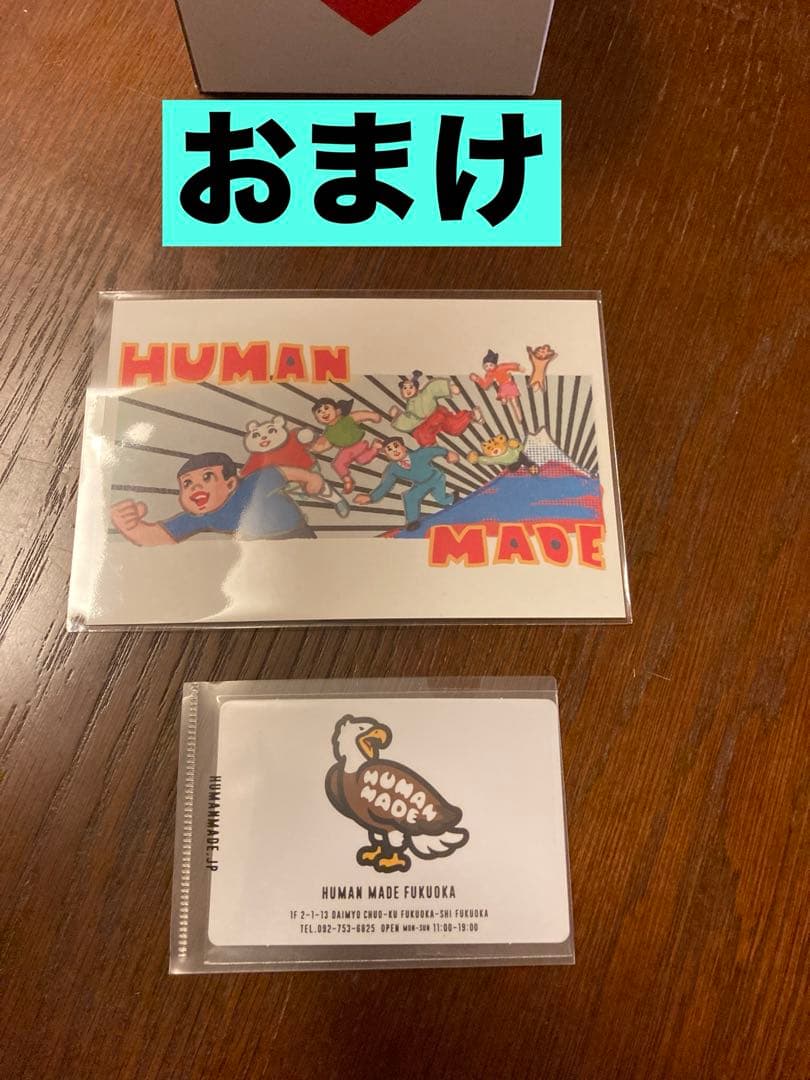 おまけ
HUMAN
MADE
HUMAN
MADE
HUMANMADE.JP
HUMAN MADE FUKUOKA
1F 2-1-13 DAIMYO CHUO-KU FUKUOKA-SHI FUKUOKA
TEL.092-753-6825 OPEN MON-SUN 11:00-19:00